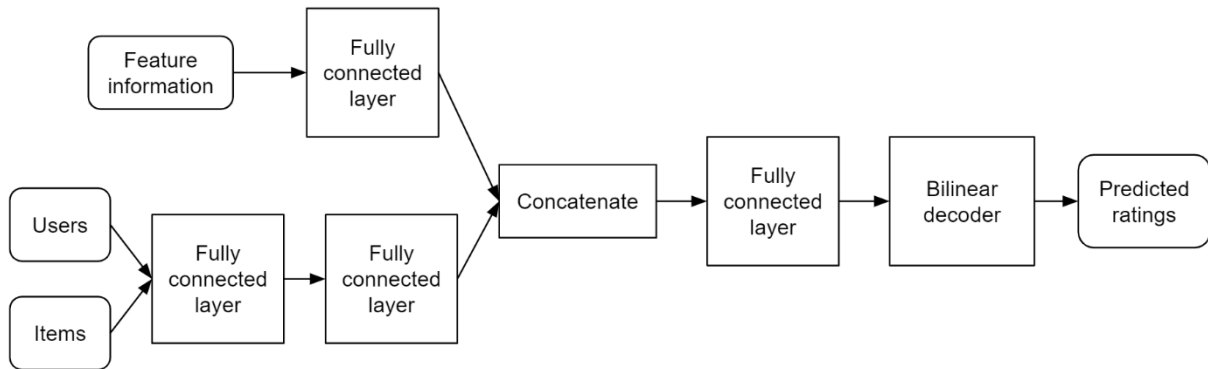 Feature
information
Fully
connected
layer
Users
Items
Fully
connected
layer
Fully
connected
layer
Concatenate
Fully
connected
layer
Bilinear
decoder
Predicted
ratings